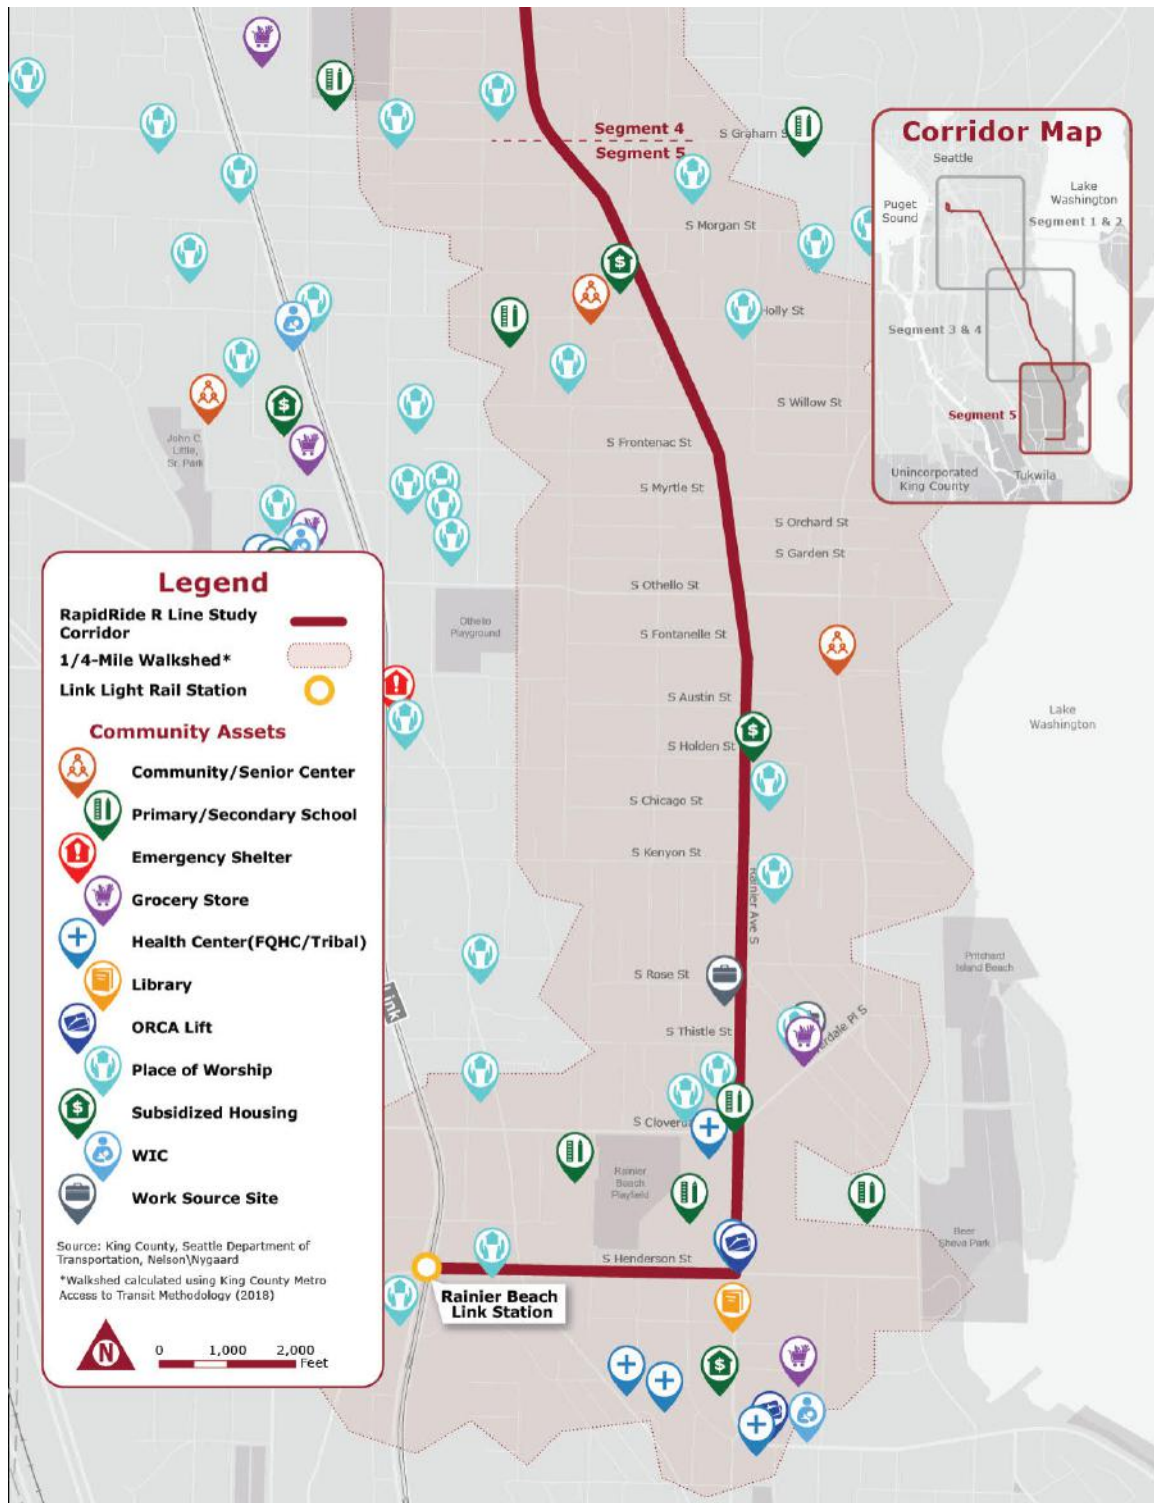 Segment 4
Segment 5
S Graham S
S Morgan St
Holly St
S Willow St
S Frontenac St
S Myrtle St
S Orchard St
S Garden St
S Othello St
S Fontanelle St
S Austin St
S Holden St
S Chicago St
S Kenyon St
Rainier Ave S
S Rose St
S Thistle St
erdale Pl S
S Cloverd
S Henderson St
John C.
Little,
Sr. Park
Othello
Playground
Link
Pritchard
Island Beach
Rainier
Beach
Playfield
Beer
Sheva Park
Lake
Washington
Rainier Beach
Link Station
Corridor Map
Seattle
Lake
Washington
Puget
Sound
Segment 1 & 2
Segment 3 & 4
Segment 5
Unincorporated
King County
Tukwila
Legend
RapidRide R Line Study
Corridor
1/4-Mile Walkshed*
Link Light Rail Station
Community Assets
Community/Senior Center
Primary/Secondary School
Emergency Shelter
Grocery Store
Health Center(FQHC/Tribal)
Library
ORCA Lift
Place of Worship
Subsidized Housing
WIC
Work Source Site
Source: King County, Seattle Department of
Transportation, Nelson\Nygaard
*Walkshed calculated using King County Metro
Access to Transit Methodology (2018)
N
0 1,000 2,000
Feet